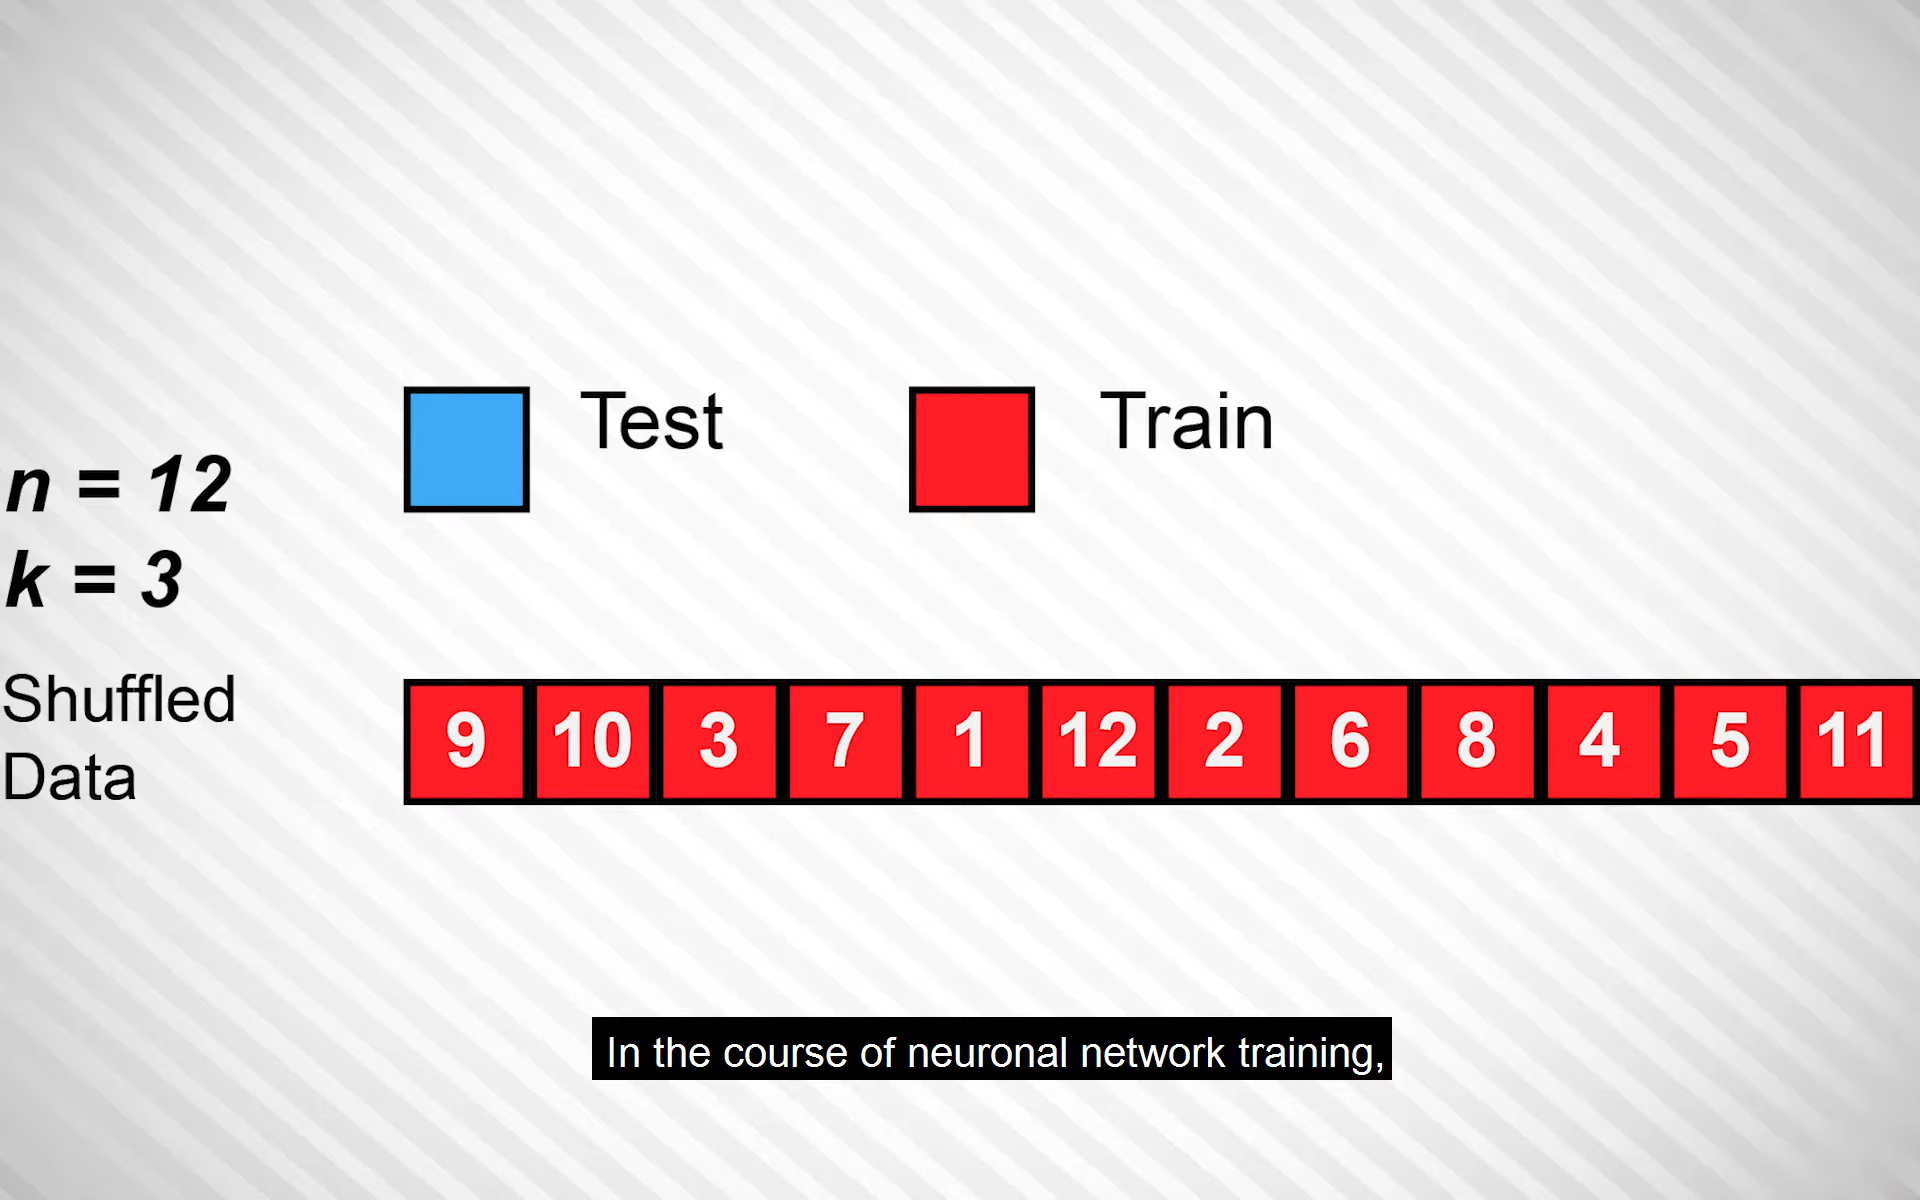 Test Train
n = 12
k = 3
Shuffled
Data
9 10 3 7 1 12 2 6 8 4 5 11
In the course of neuronal network training,